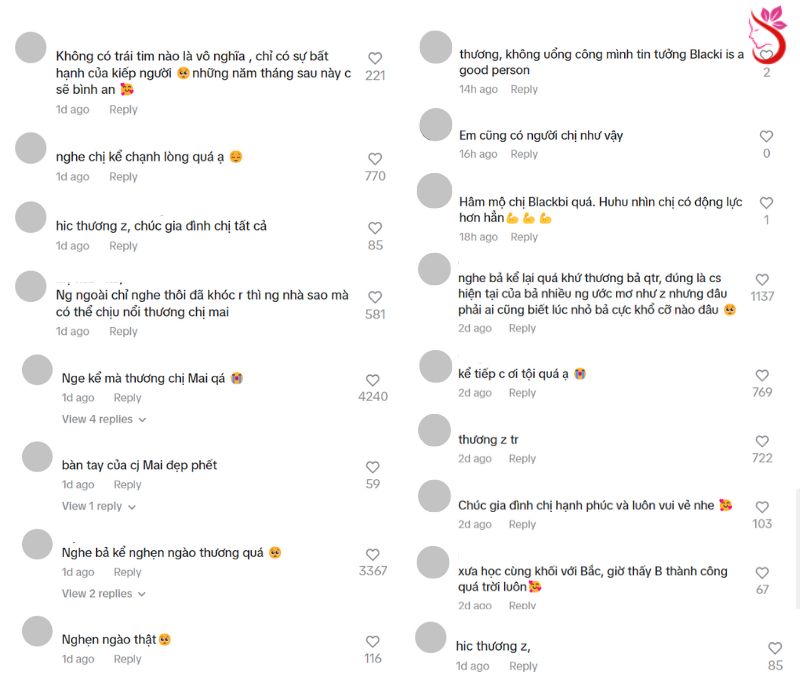 Không có trái tim nào là vô nghĩa , chỉ có sự bất
hạnh của kiếp người 🥺 những năm tháng sau này c
sẽ bình an 🥰
221
1d ago Reply
nghe chị kể chạnh lòng quá ạ 😔
770
1d ago Reply
hic thương z, chúc gia đình chị tất cả
85
1d ago Reply
Ng ngoài chỉ nghe thôi đã khóc r thì ng nhà sao mà
có thể chịu nổi thương chị mai
581
1d ago Reply
Nge kể mà thương chị Mai qá 😭
4240
1d ago Reply
View 4 replies
bàn tay của cj Mai đẹp phết
59
1d ago Reply
View 1 reply
Nghe bả kể nghẹn ngào thương quá 🥺
3367
1d ago Reply
View 2 replies
Nghẹn ngào thật🥺
116
1d ago Reply
thương, không uổng công mình tin tưởng Blacki is a
good person
2
14h ago Reply
Em cũng có người chị như vậy
0
16h ago Reply
Hâm mộ chị Blackbi quá. Huhu nhìn chị có động lực
hơn hẳn💪💪💪
1
18h ago Reply
nghe bả kể lại quá khứ thương bả qtr, đúng là cs
hiện tại của bả nhiều ng ước mơ như z nhưng đâu
phải ai cũng biết lúc nhỏ bả cực khổ cỡ nào đâu 🥺
1137
2d ago Reply
kể tiếp c ơi tội quá ạ 😭
769
2d ago Reply
thương z tr
722
2d ago Reply
Chúc gia đình chị hạnh phúc và luôn vui vẻ nhe 🥰
103
2d ago Reply
xưa học cùng khối với Bắc, giờ thấy B thành công
quá trời luôn🥰
67
2d ago Reply
hic thương z,
85
1d ago Reply